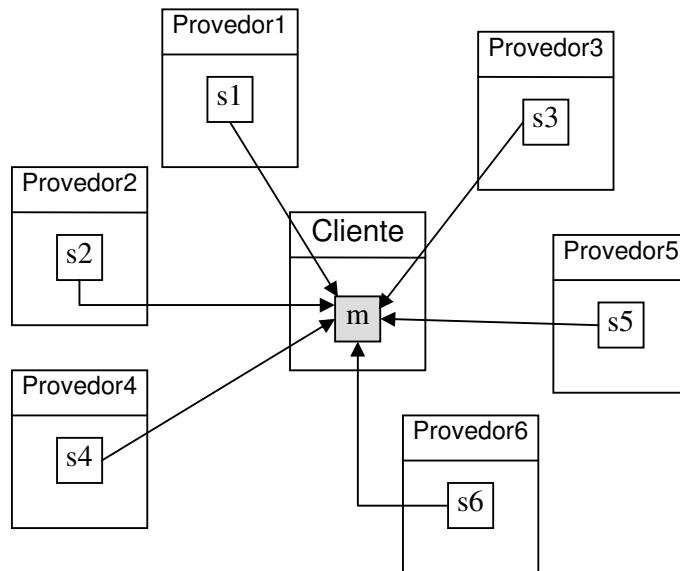 Provedor1
s1
Provedor3
s3
Provedor2
s2
Cliente
m
Provedor5
s5
Provedor4
s4
Provedor6
s6